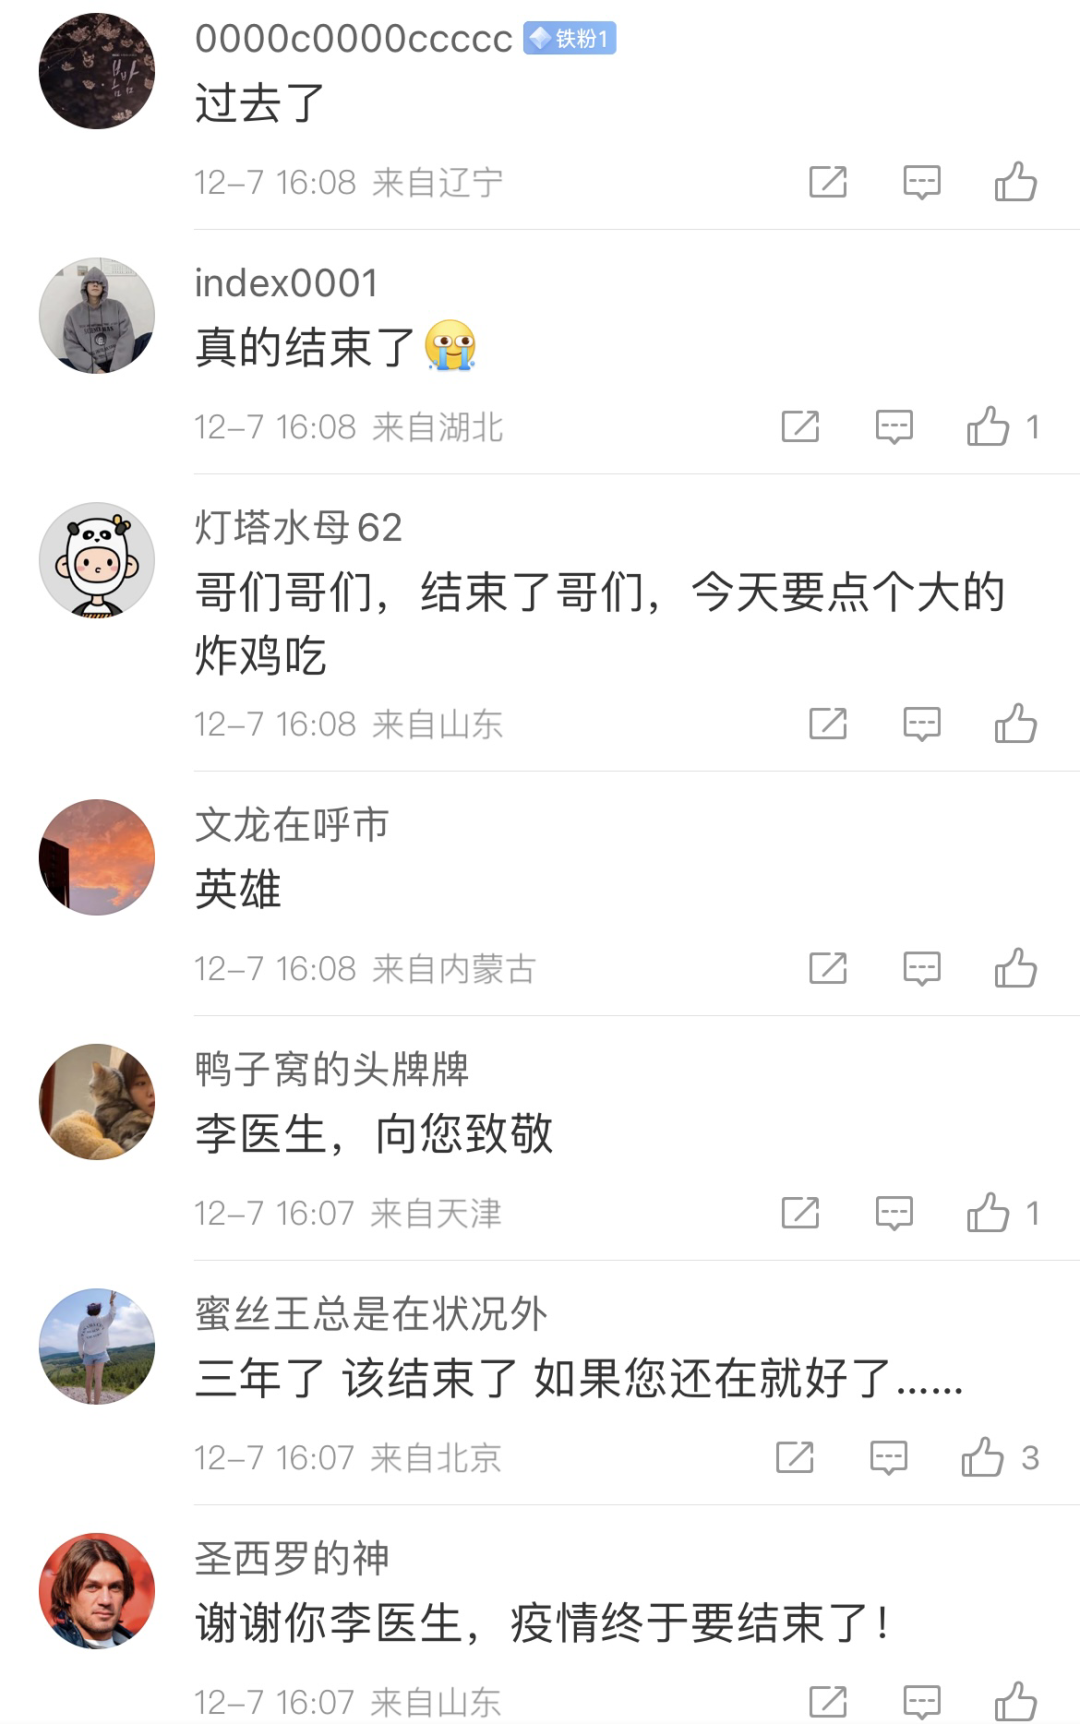 0000c0000ccccc 铁粉1
过去了
12-7 16:08 来自辽宁
index0001
真的结束了
12-7 16:08 来自湖北
1
灯塔水母62
哥们哥们，结束了哥们，今天要点个大的
炸鸡吃
12-7 16:08 来自山东
文龙在呼市
英雄
12-7 16:08 来自内蒙古
鸭子窝的头牌牌
李医生，向您致敬
12-7 16:07 来自天津
1
蜜丝王总是在状况外
三年了 该结束了 如果您还在就好了……
12-7 16:07 来自北京
3
圣西罗的神
谢谢你李医生，疫情终于要结束了！
12-7 16:07 来自山东